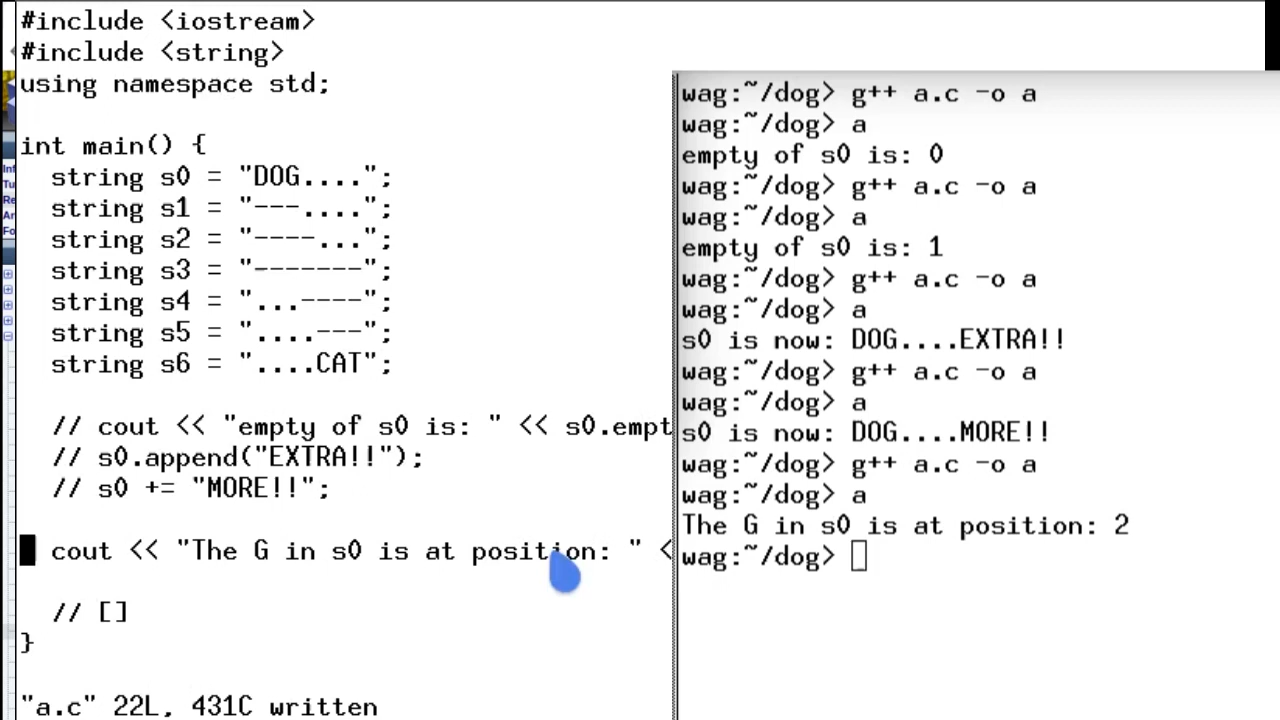 #include <iostream>
#include <string>
using namespace std;
int main() {
string s0 = "DOG....";
string s1 = "---....";
string s2 = "----...";
string s3 = "-------";
string s4 = "...----";
string s5 = "....---";
string s6 = "....CAT";
// cout << "empty of s0 is: " << s0.empt
// s0.append("EXTRA!!");
// s0 += "MORE!!";
cout << "The G in s0 is at position: " <
// []
}
"a.c" 22L, 431C written
wag:~/dog> g++ a.c -o a
wag:~/dog> a
empty of s0 is: 0
wag:~/dog> g++ a.c -o a
wag:~/dog> a
empty of s0 is: 1
wag:~/dog> g++ a.c -o a
wag:~/dog> a
s0 is now: DOG....EXTRA!!
wag:~/dog> g++ a.c -o a
wag:~/dog> a
s0 is now: DOG....MORE!!
wag:~/dog> g++ a.c -o a
wag:~/dog> a
The G in s0 is at position: 2
wag:~/dog>
Inf
Tu
Re
Ar
Fo